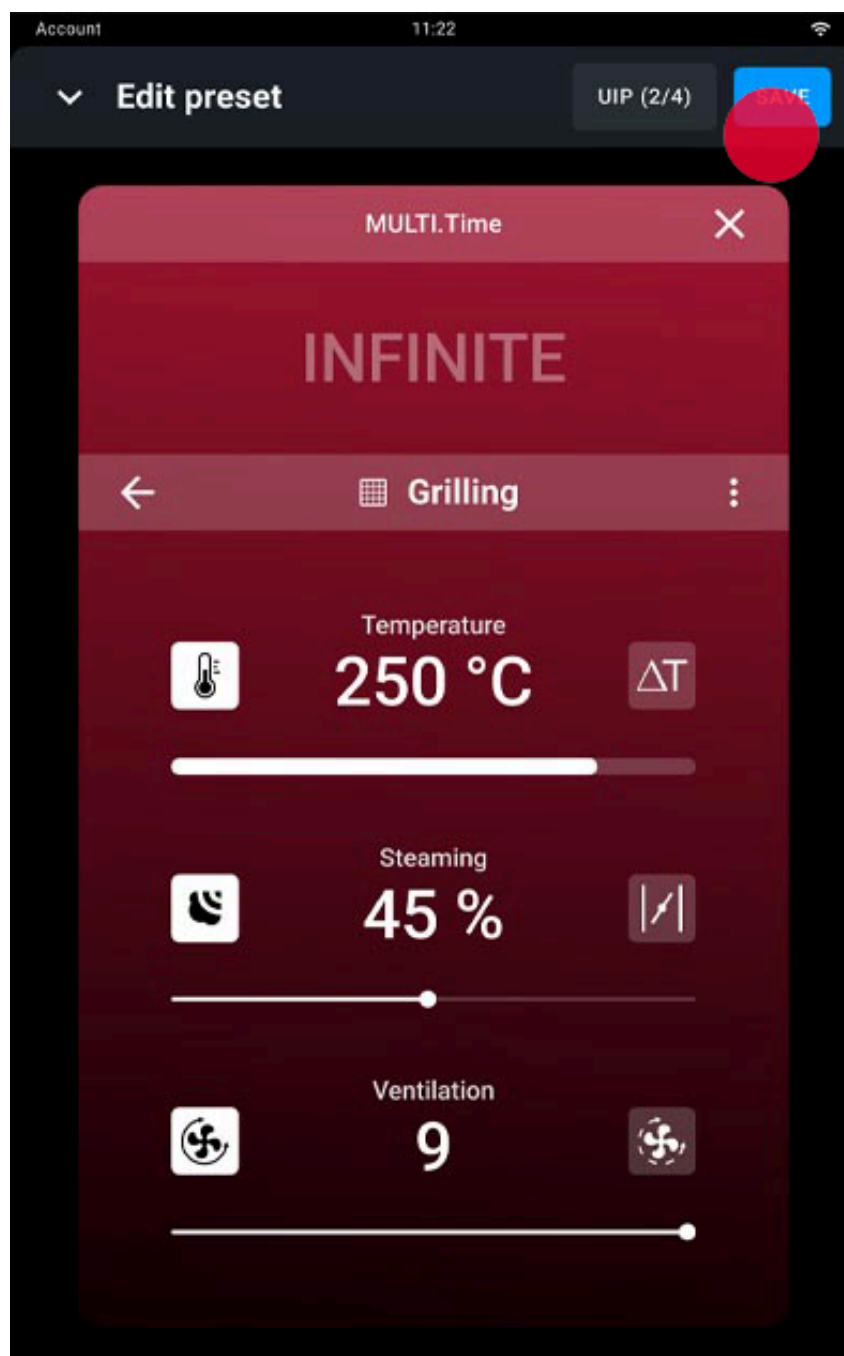 Account 11:22
Edit preset UIP (2/4) SAVE
MULTI.Time
INFINITE
Grilling
Temperature
250 °C ΔT
Steaming
45 %
Ventilation
9